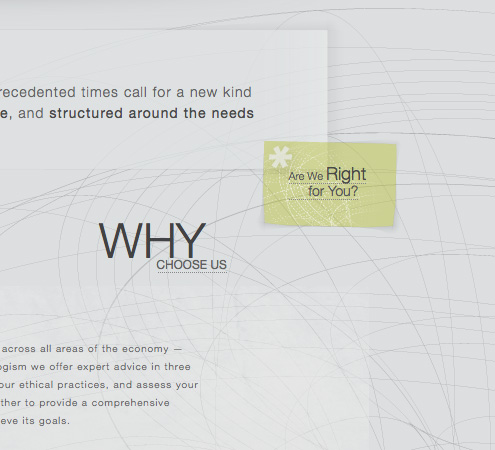 recedented times call for a new kind
e, and structured around the needs
*
Are We Right
for You?
WHY
CHOOSE US
across all areas of the economy —
ogism we offer expert advice in three
our ethical practices, and assess your
ther to provide a comprehensive
eve its goals.